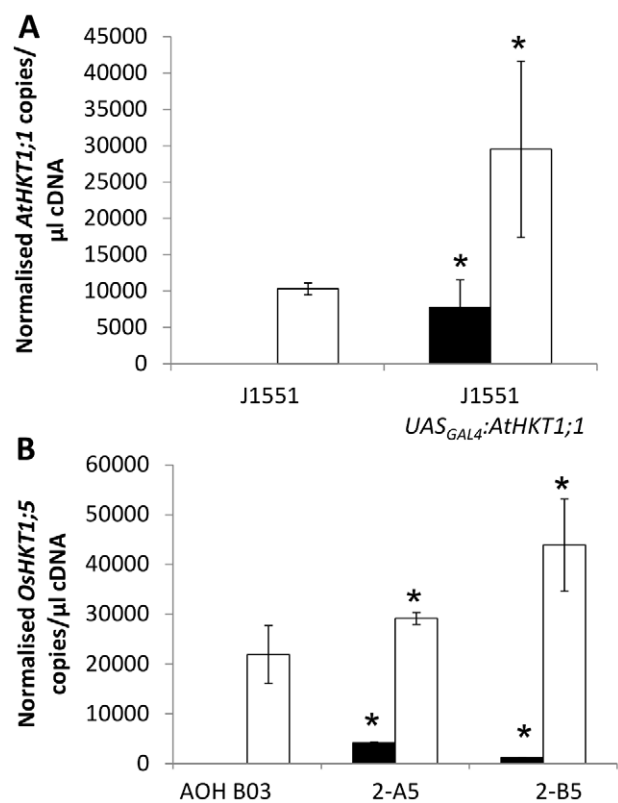 A
Normalised AtHKT1;1 copies/
µl cDNA
45000
40000
35000
30000
25000
20000
15000
10000
5000
0
*
*
J1551
J1551
UAS_GAL4:AtHKT1;1
B
Normalised OsHKT1;5
copies/µl cDNA
60000
50000
40000
30000
20000
10000
0
*
*
*
*
AOH B03
2-A5
2-B5